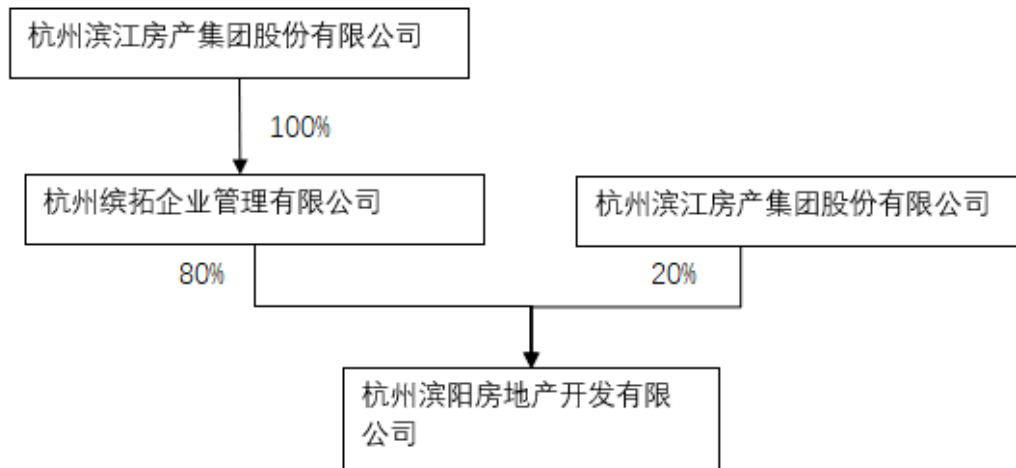 杭州滨江房产集团股份有限公司
100%
杭州缤拓企业管理有限公司
杭州滨江房产集团股份有限公司
80%
20%
杭州滨阳房地产开发有限
公司